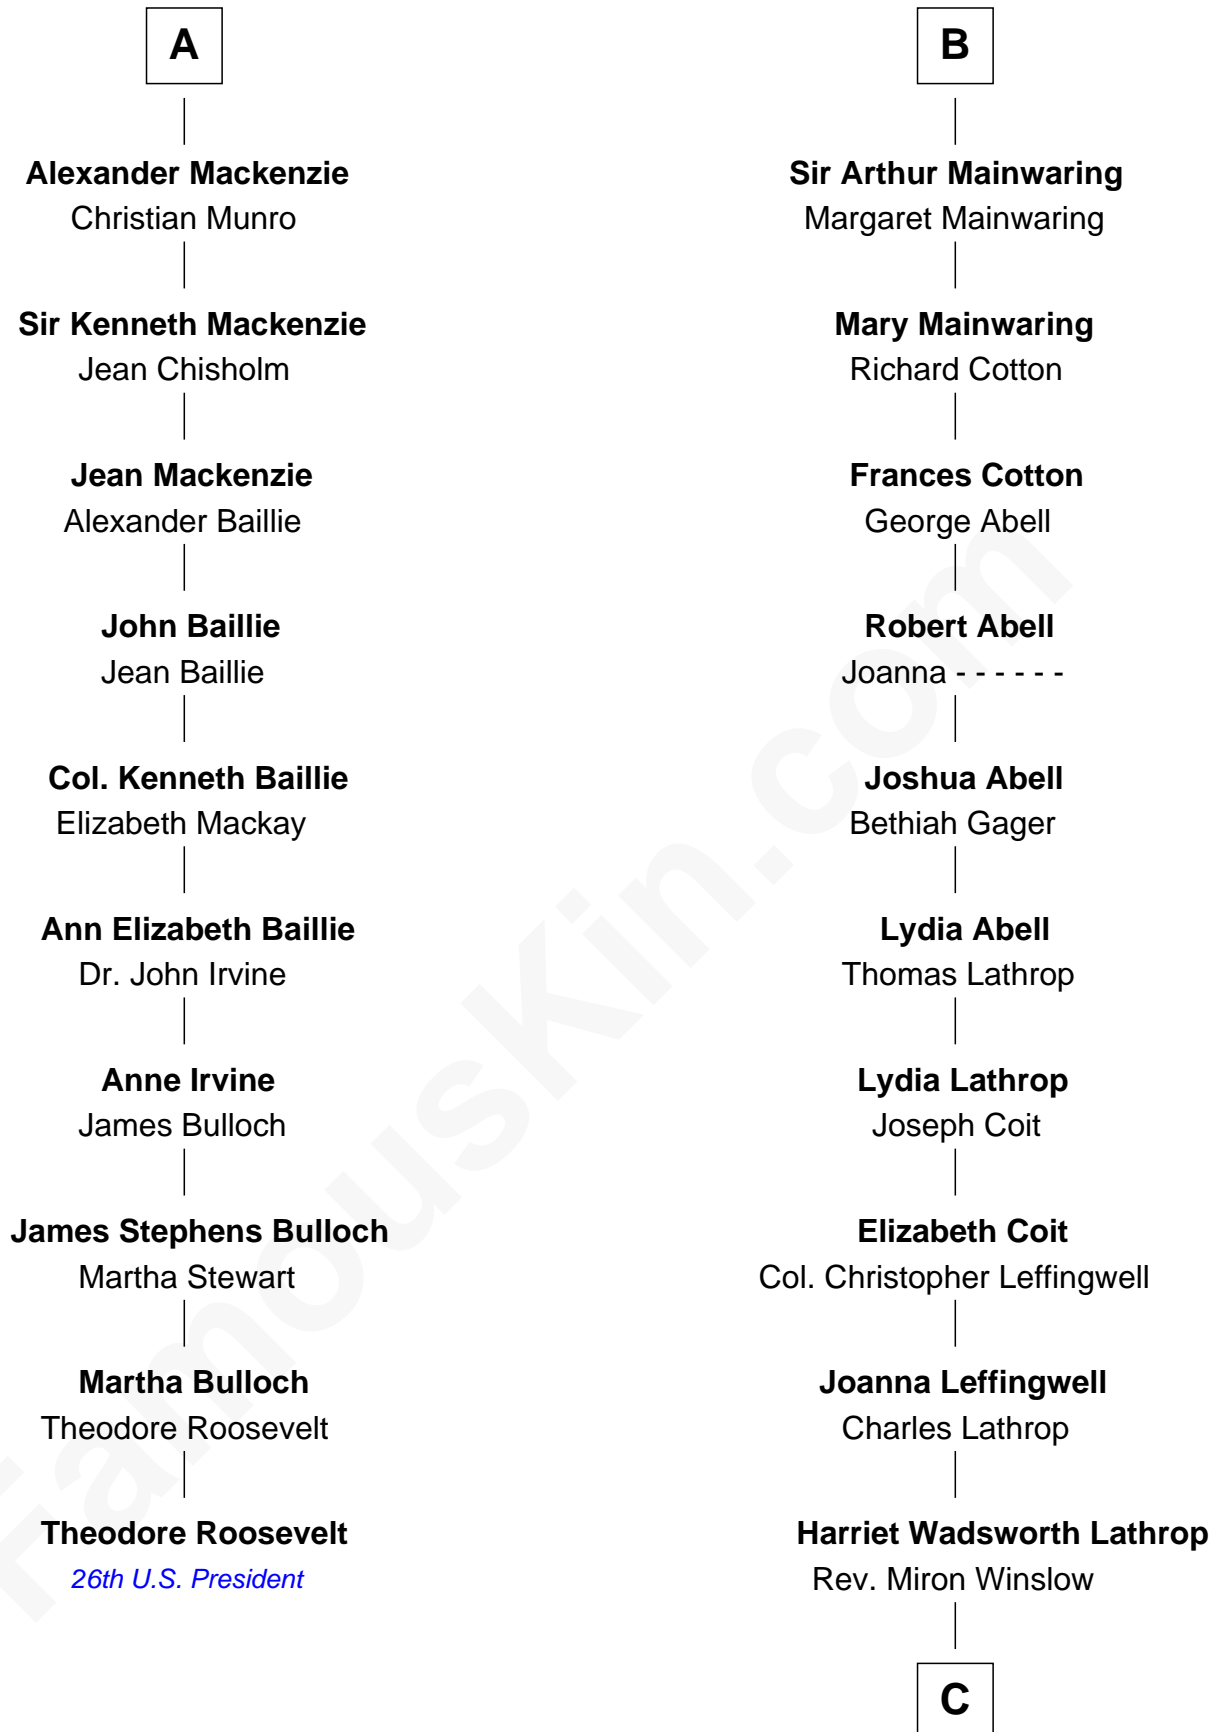 A
Alexander Mackenzie
Christian Munro
Sir Kenneth Mackenzie
Jean Chisholm
Jean Mackenzie
Alexander Baillie
John Baillie
Jean Baillie
Col. Kenneth Baillie
Elizabeth Mackay
Ann Elizabeth Baillie
Dr. John Irvine
Anne Irvine
James Bulloch
James Stephens Bulloch
Martha Stewart
Martha Bulloch
Theodore Roosevelt
Theodore Roosevelt
26th U.S. President
B
Sir Arthur Mainwaring
Margaret Mainwaring
Mary Mainwaring
Richard Cotton
Frances Cotton
George Abell
Robert Abell
Joanna - - - - - -
Joshua Abell
Bethiah Gager
Lydia Abell
Thomas Lathrop
Lydia Lathrop
Joseph Coit
Elizabeth Coit
Col. Christopher Leffingwell
Joanna Leffingwell
Charles Lathrop
Harriet Wadsworth Lathrop
Rev. Miron Winslow
C
FamousKin.com